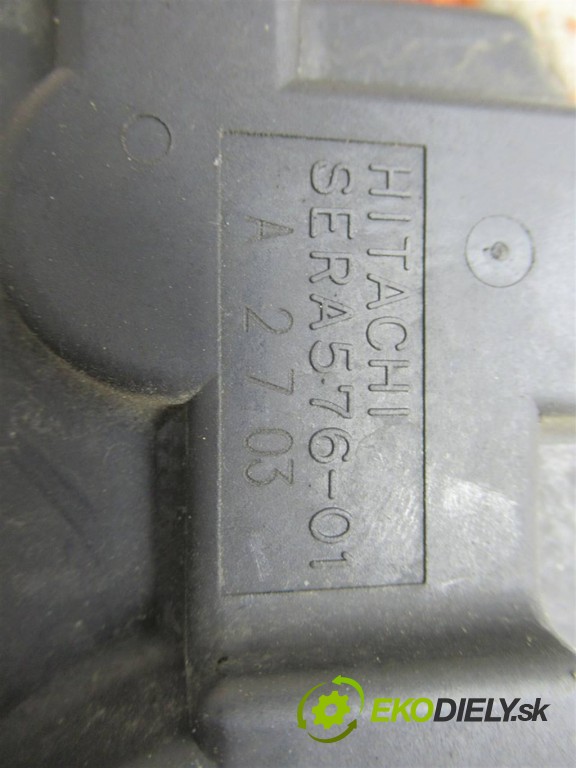 HITACHI
SERA576-01
A 2 7 03
EKODIELY.sk